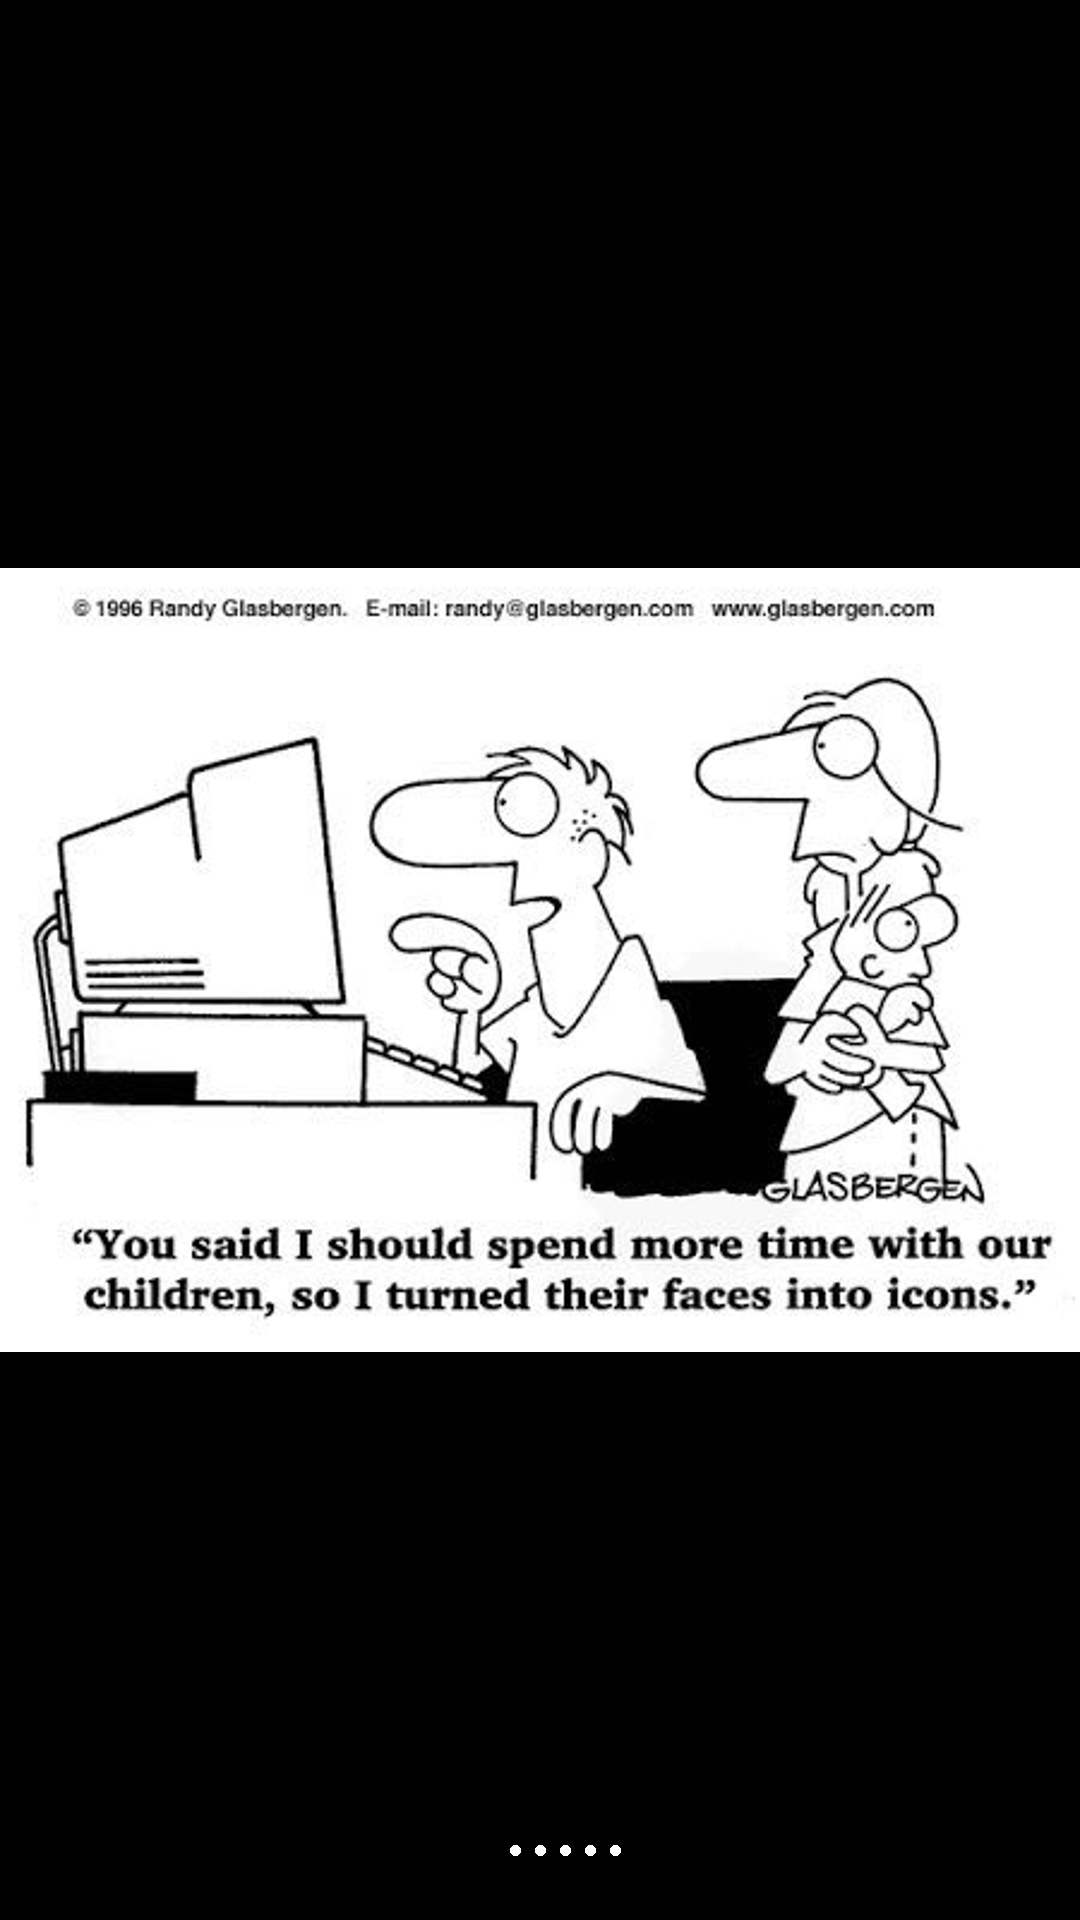 © 1996 Randy Glasbergen. E-mail: randy@glasbergen.com www.glasbergen.com
GLASBERGEN
“You said I should spend more time with our
children, so I turned their faces into icons.”